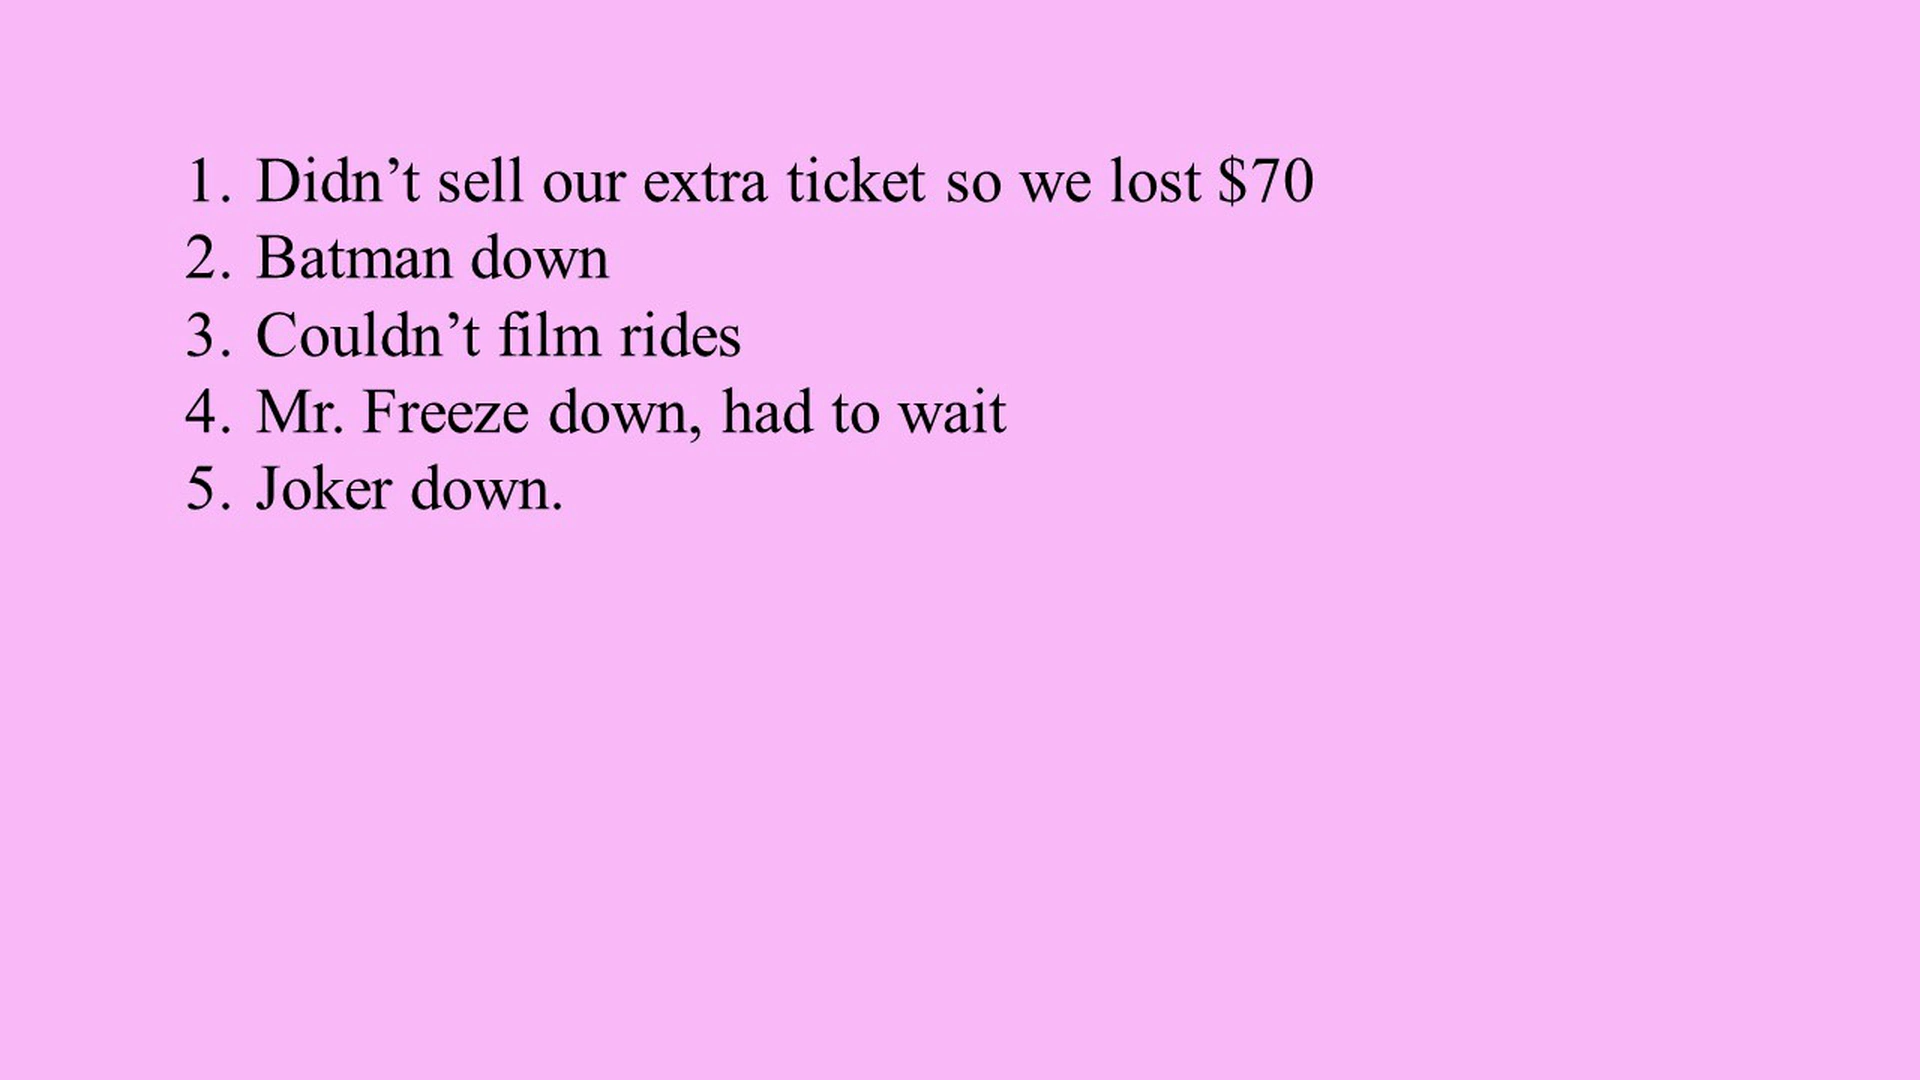 1. Didn’t sell our extra ticket so we lost $70
2. Batman down
3. Couldn’t film rides
4. Mr. Freeze down, had to wait
5. Joker down.